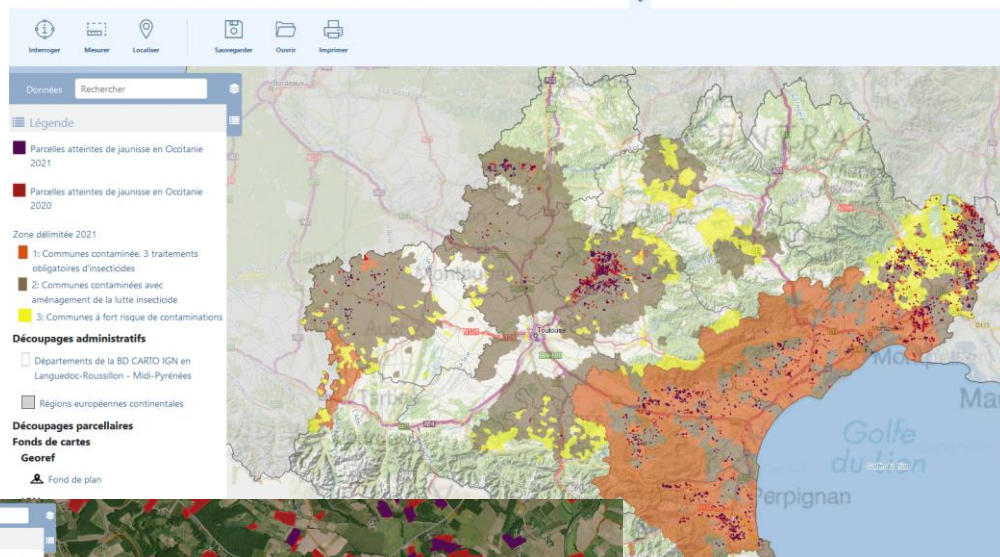 Interroger
Mesurer
Localiser
Sauvegarder
Ouvrir
Imprimer
Données
Rechercher
Légende
Parcelles atteintes de jaunisse en Occitanie
2021
Parcelles atteintes de jaunisse en Occitanie
2020
Zone délimitée 2021
1: Communes contaminée, 3 traitements
obligatoires d'insecticides
2: Communes contaminées avec
aménagement de la lutte insecticide
3: Communes à fort risque de contaminations
Découpages administratifs
Départements de la BD CARTO IGN en
Languedoc-Roussillon - Midi-Pyrénées
Régions européennes continentales
Découpages parcellaires
Fonds de cartes
Georef
Fond de plan
Bordeaux
Toulouse
Golfe
du Lion
Perpignan